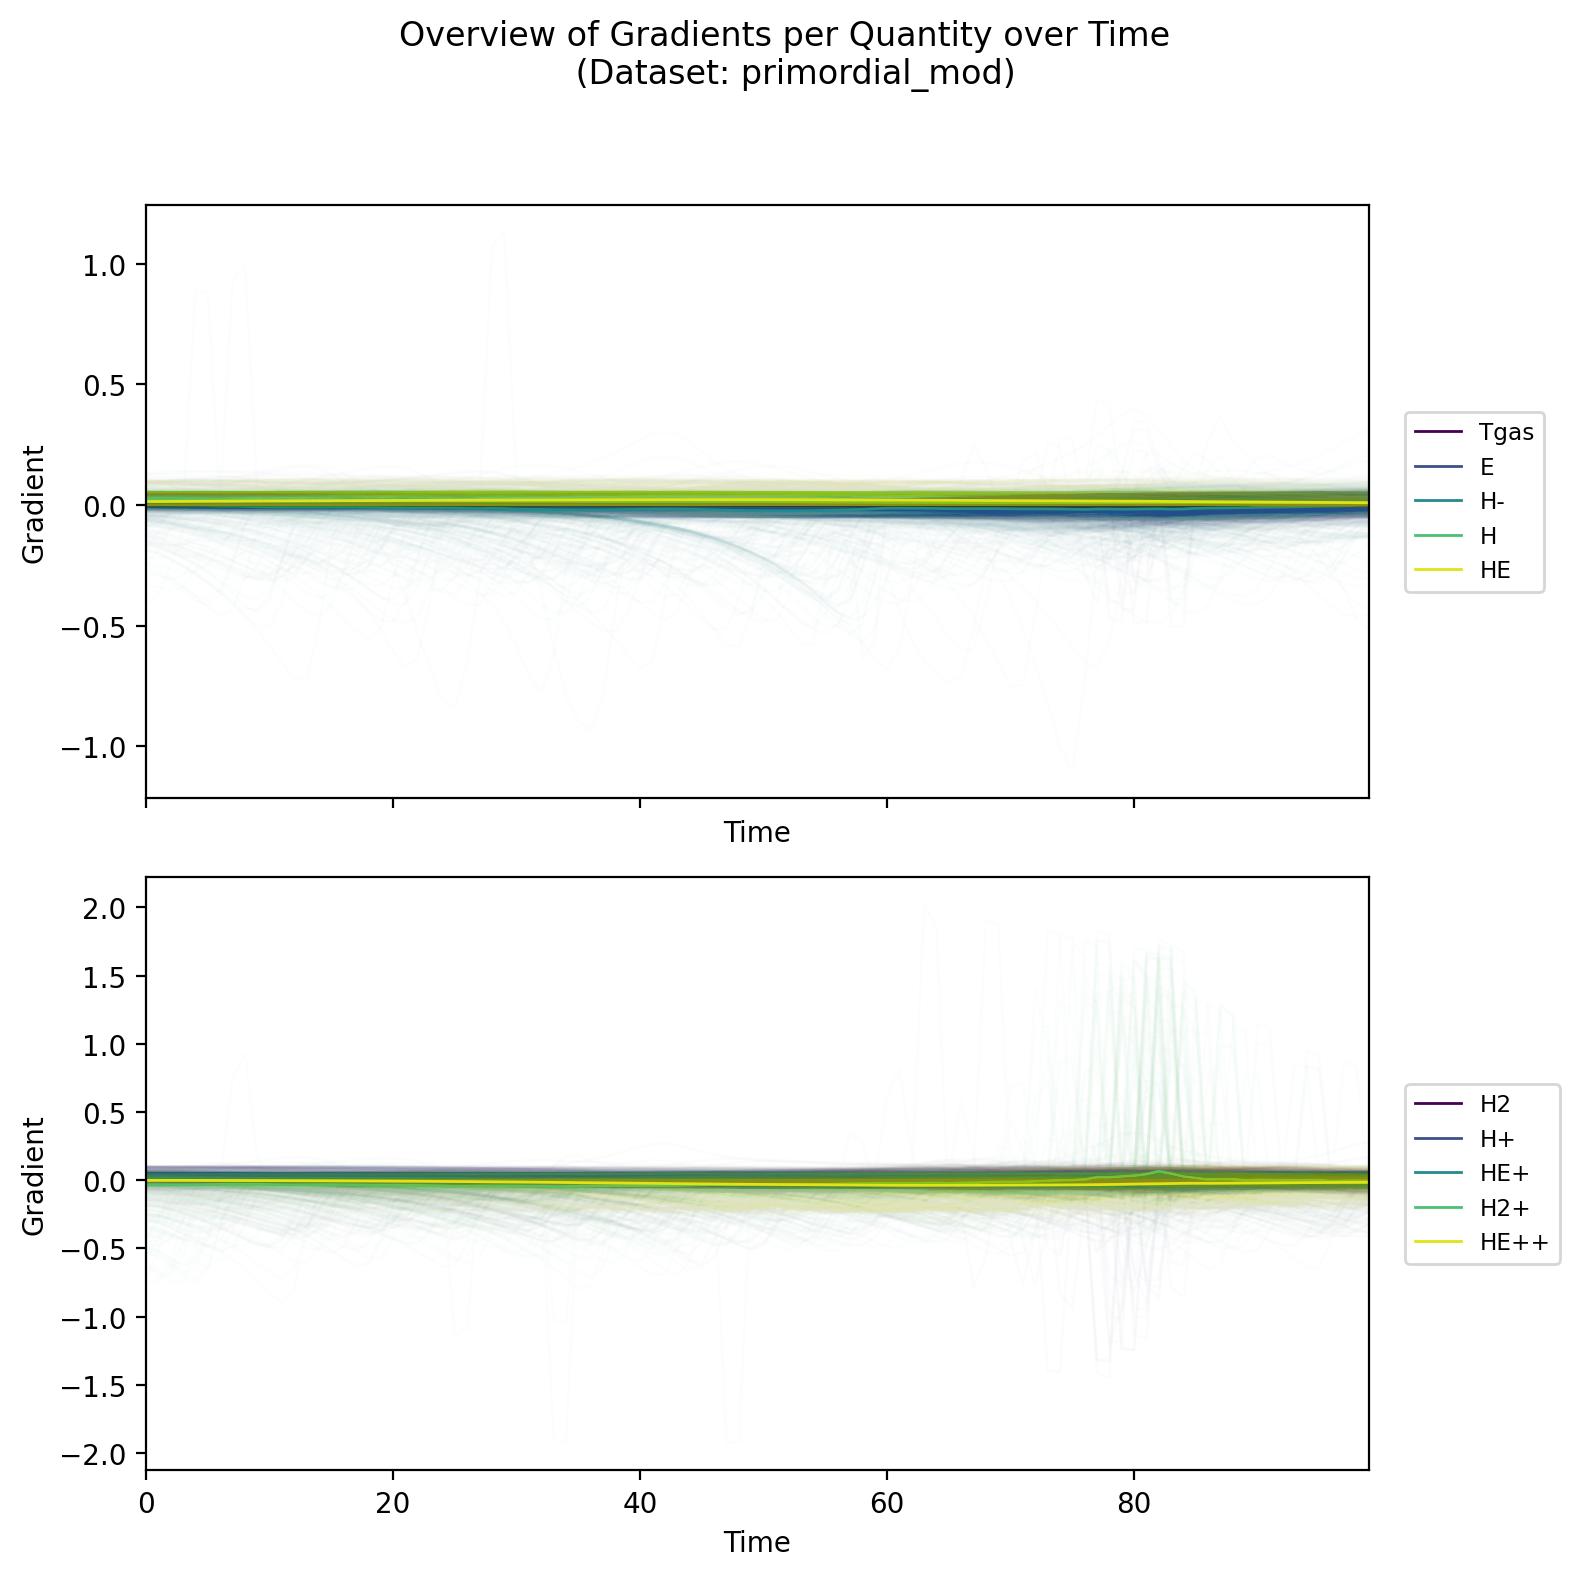 Overview of Gradients per Quantity over Time
(Dataset: primordial_mod)
1.0
0.5
0.0
−0.5
−1.0
Gradient
Time
Tgas
E
H-
H
HE
2.0
1.5
1.0
0.5
0.0
−0.5
−1.0
−1.5
−2.0
Gradient
0 20 40 60 80
Time
H2
H+
HE+
H2+
HE++